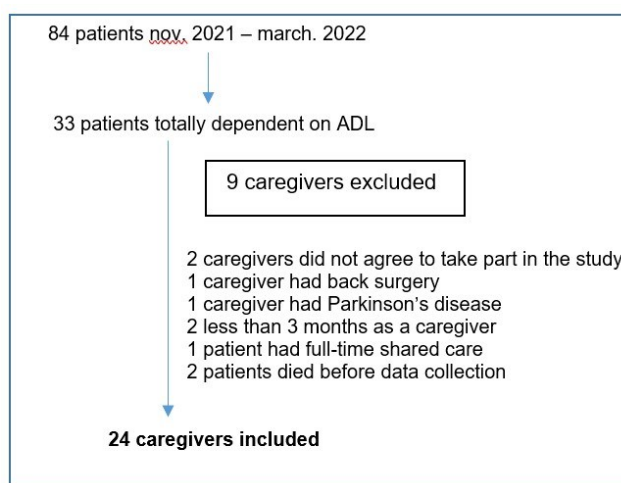 84 patients nov. 2021 – march. 2022
33 patients totally dependent on ADL
9 caregivers excluded
2 caregivers did not agree to take part in the study
1 caregiver had back surgery
1 caregiver had Parkinson's disease
2 less than 3 months as a caregiver
1 patient had full-time shared care
2 patients died before data collection
24 caregivers included